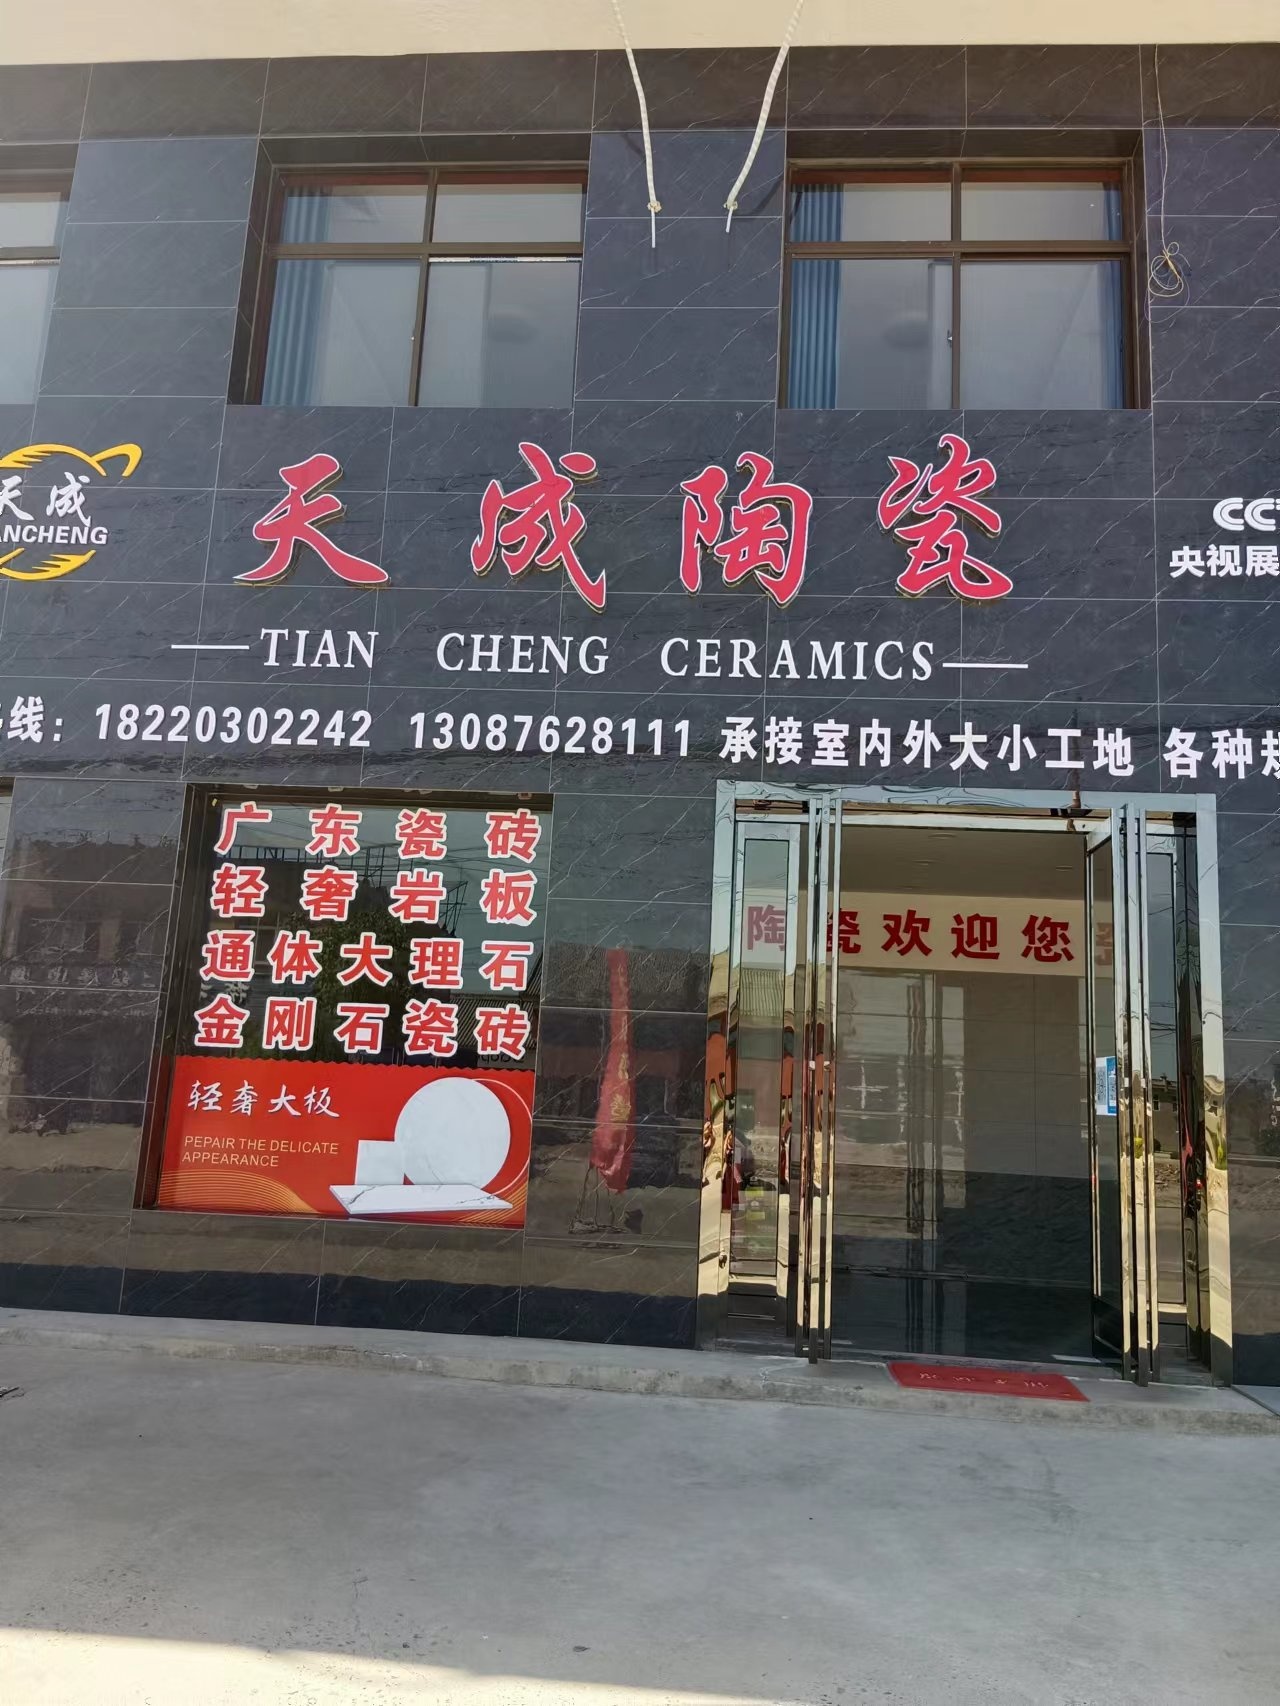 天成
ANCHENG
天成陶瓷
TIAN CHENG CERAMICS
央视展
线：18220302242 13087628111 承接室内外大小工地 各种规
广东瓷砖
轻奢岩板
通体大理石
金刚石瓷砖
轻奢大板
PEPAIR THE DELICATE
APPEARANCE
陶瓷欢迎您